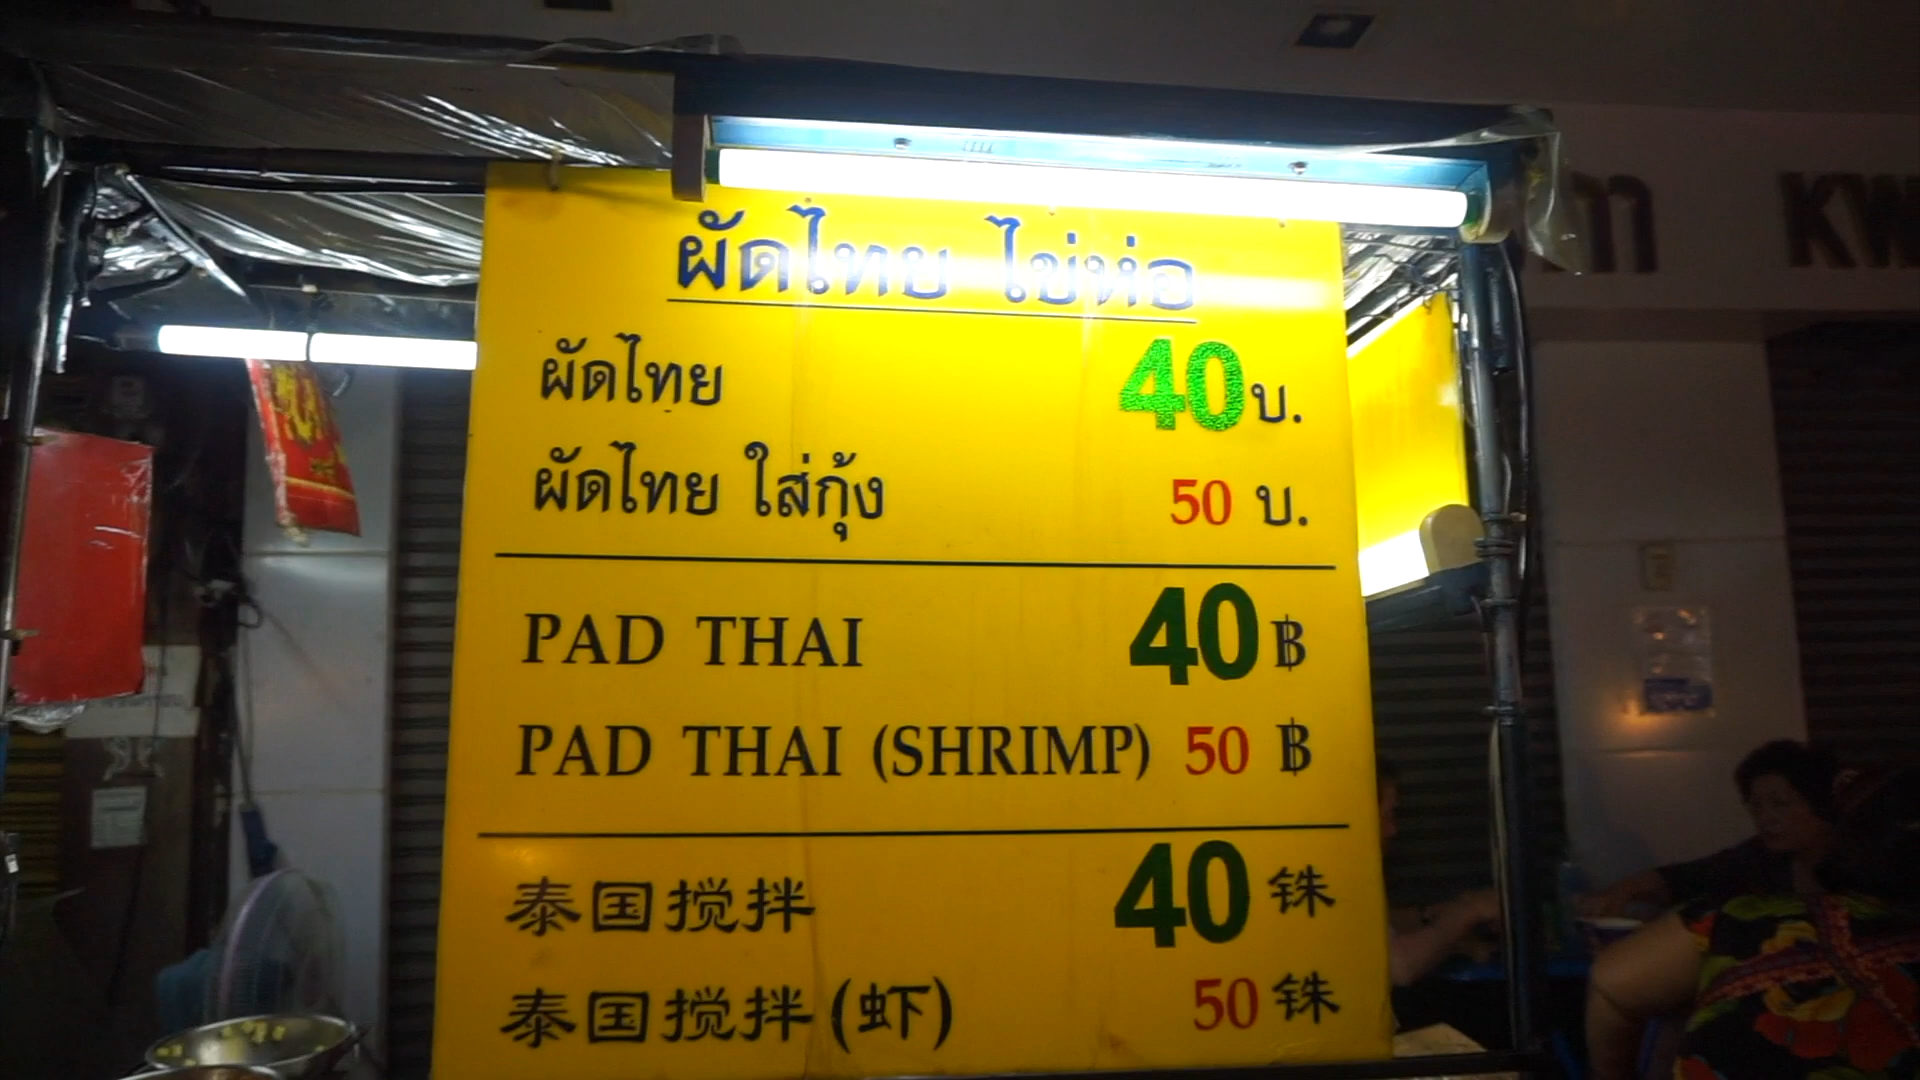 ผัดไทย ไข่ห่อ
ผัดไทย 40 บ.
ผัดไทย ใส่กุ้ง 50 บ.
PAD THAI 40 ฿
PAD THAI (SHRIMP) 50 ฿
泰国搅拌 40 铢
泰国搅拌 (虾) 50 铢